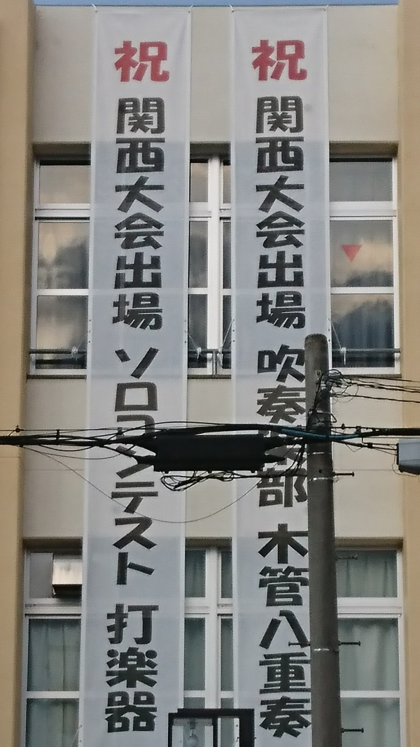 祝 関西大会出場 吹奏楽部 木管八重奏
祝 関西大会出場 ソロコンテスト 打楽器